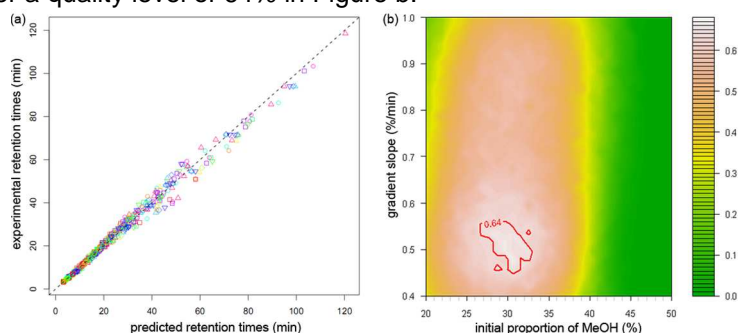 r a quality level of 64% in Figure b.
(a)
experimental retention times (min)
0 20 40 60 80 100 120
0 20 40 60 80 100 120
predicted retention times (min)
(b)
gradient slope (%/min)
0.4 0.5 0.6 0.7 0.8 0.9 1.0
0.64
20 25 30 35 40 45 50
initial proportion of MeOH (%)
0.6
0.5
0.4
0.3
0.2
0.1
0.0